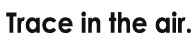 Trace in the air.